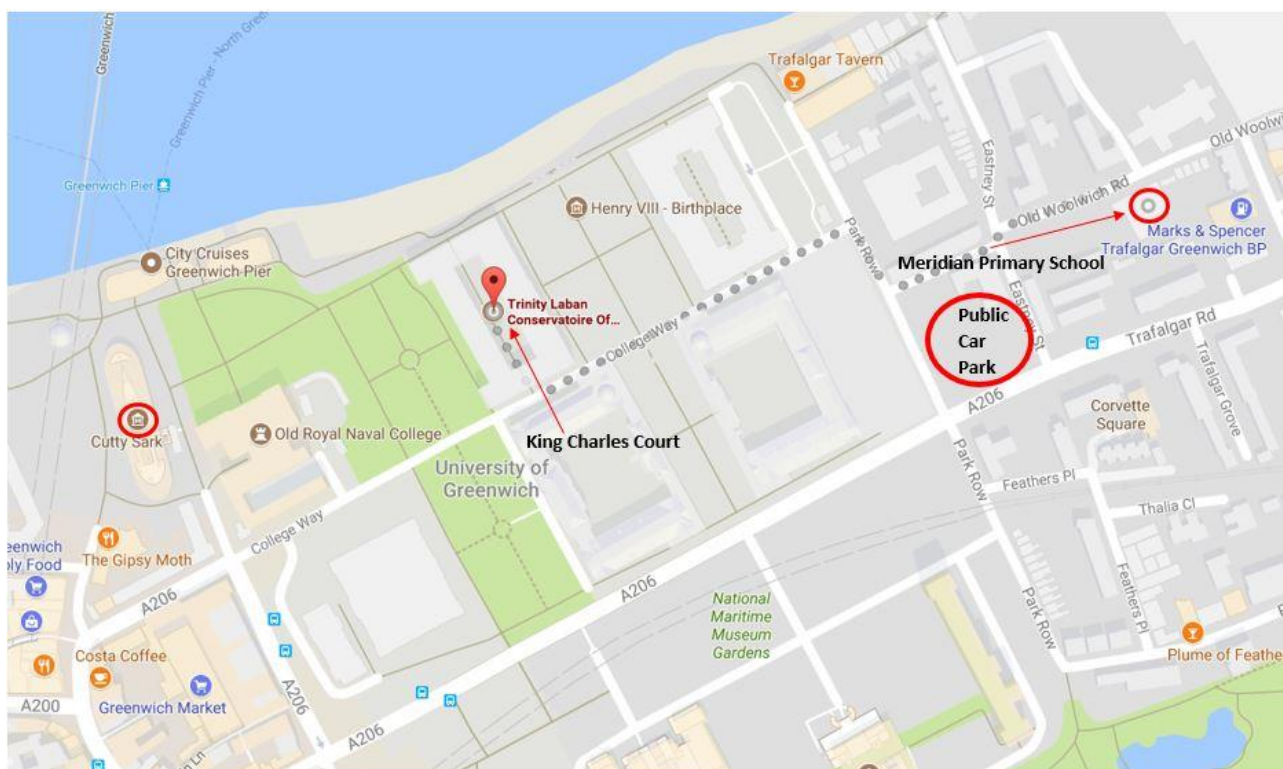 Greenwich
Greenwich Pier - North Gree
Greenwich Pier
City Cruises
Greenwich Pier
Trafalgar Tavern
Henry VIII - Birthplace
Eastney St
Old Woolwi
Old Woolwich Rd
Marks & Spencer
Trafalgar Greenwich BP
Park Row
Meridian Primary School
Trinity Laban
Conservatoire Of...
College Way
Public
Car
Park
Eastney St
Trafalgar Rd
Trafalgar Grove
A206
Corvette
Square
Cutty Sark
Old Royal Naval College
King Charles Court
University of
Greenwich
Park Row
Feathers Pl
Thalia Cl
College Way
The Gipsy Moth
eenwich
oly Food
A206
A206
National
Maritime
Museum
Gardens
Park Row
Feathers Pl
Plume of Feathe
Costa Coffee
A200
Greenwich Market
A206
A206
n Ln